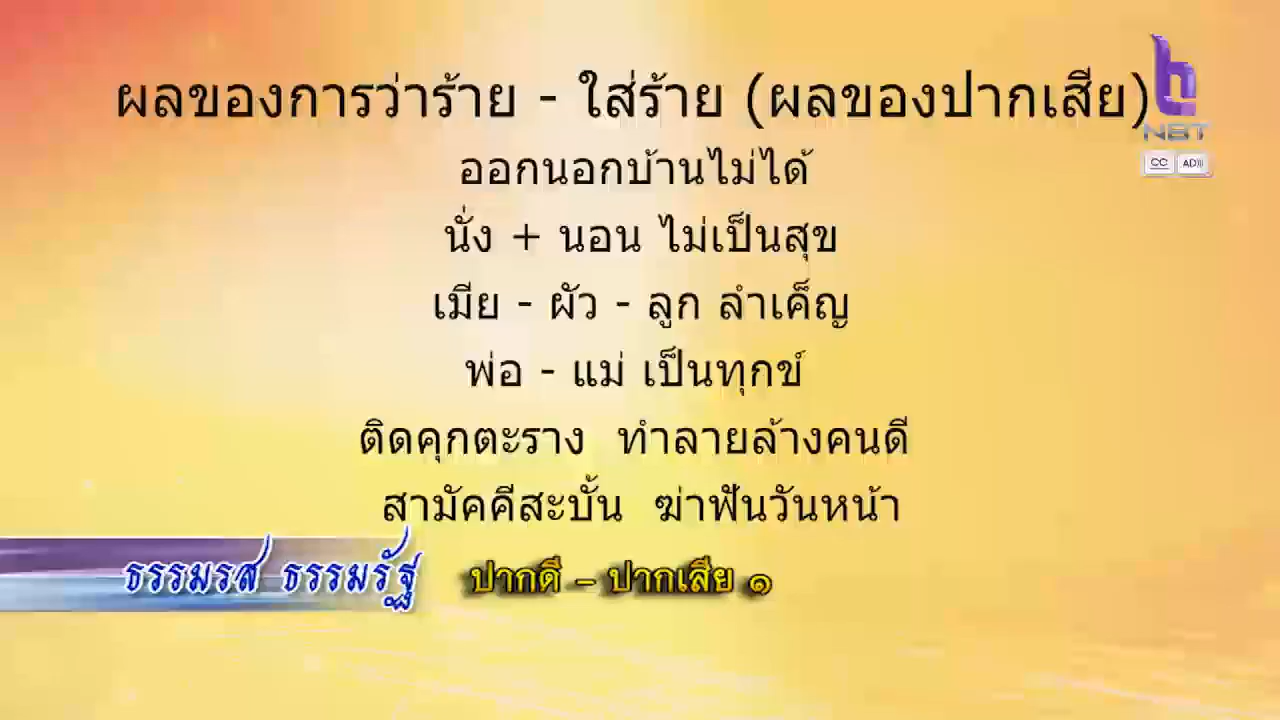 ผลของการว่าร้าย - ใส่ร้าย (ผลของปากเสีย)
NBT
CC AD)))
ออกนอกบ้านไม่ได้
นั่ง + นอน ไม่เป็นสุข
เมีย - ผัว - ลูก ลำเค็ญ
พ่อ - แม่ เป็นทุกข์
ติดคุกตะราง ทำลายล้างคนดี
สามัคคีสะบั้น ฆ่าฟันวันหน้า
ธรรมรส ธรรมรัฐ
ปากดี - ปากเสีย ๑